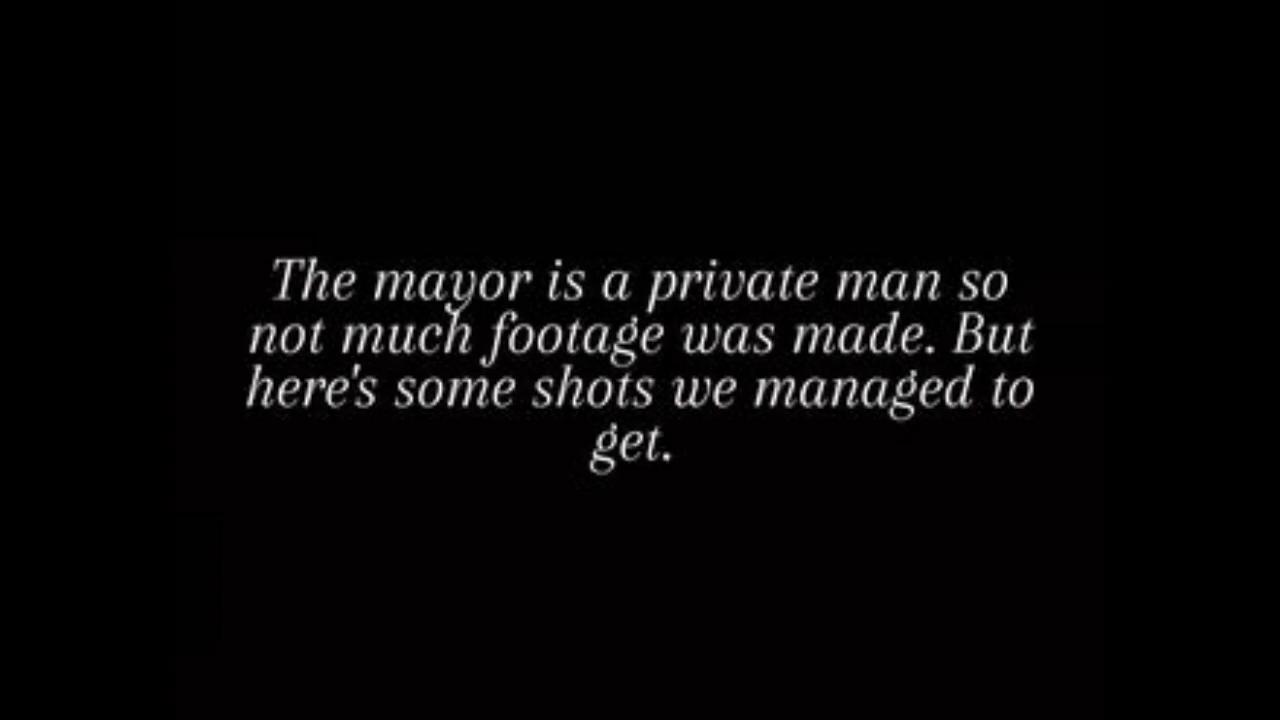 The mayor is a private man so
not much footage was made. But
here's some shots we managed to
get.